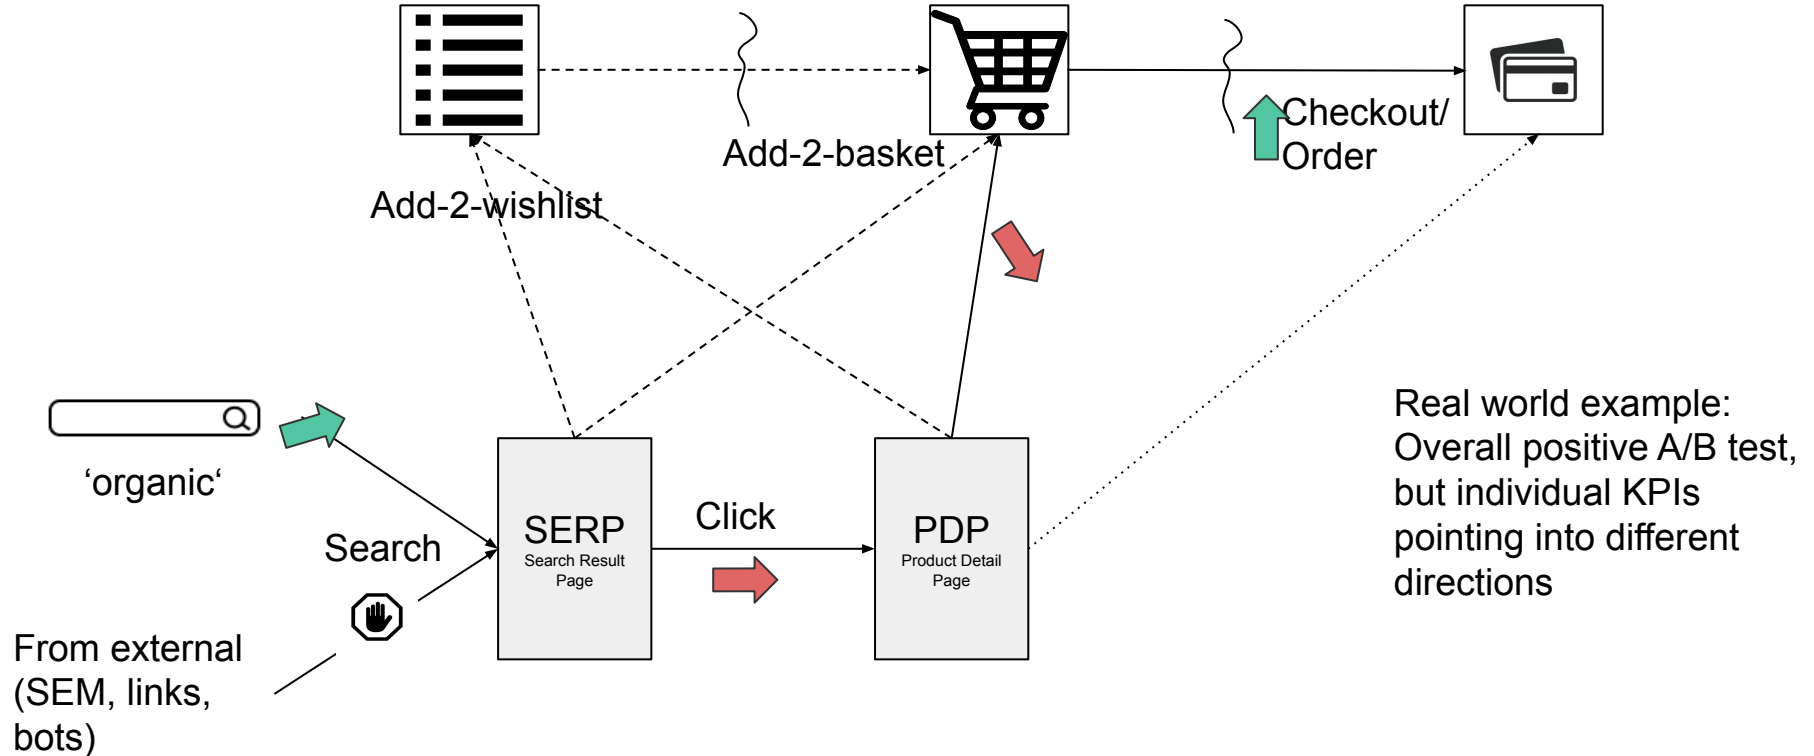 Add-2-basket
Checkout/
Order
Add-2-wishlist
‘organic‘
Search
From external
(SEM, links,
bots)
SERP
Search Result
Page
Click
PDP
Product Detail
Page
Real world example:
Overall positive A/B test,
but individual KPIs
pointing into different
directions